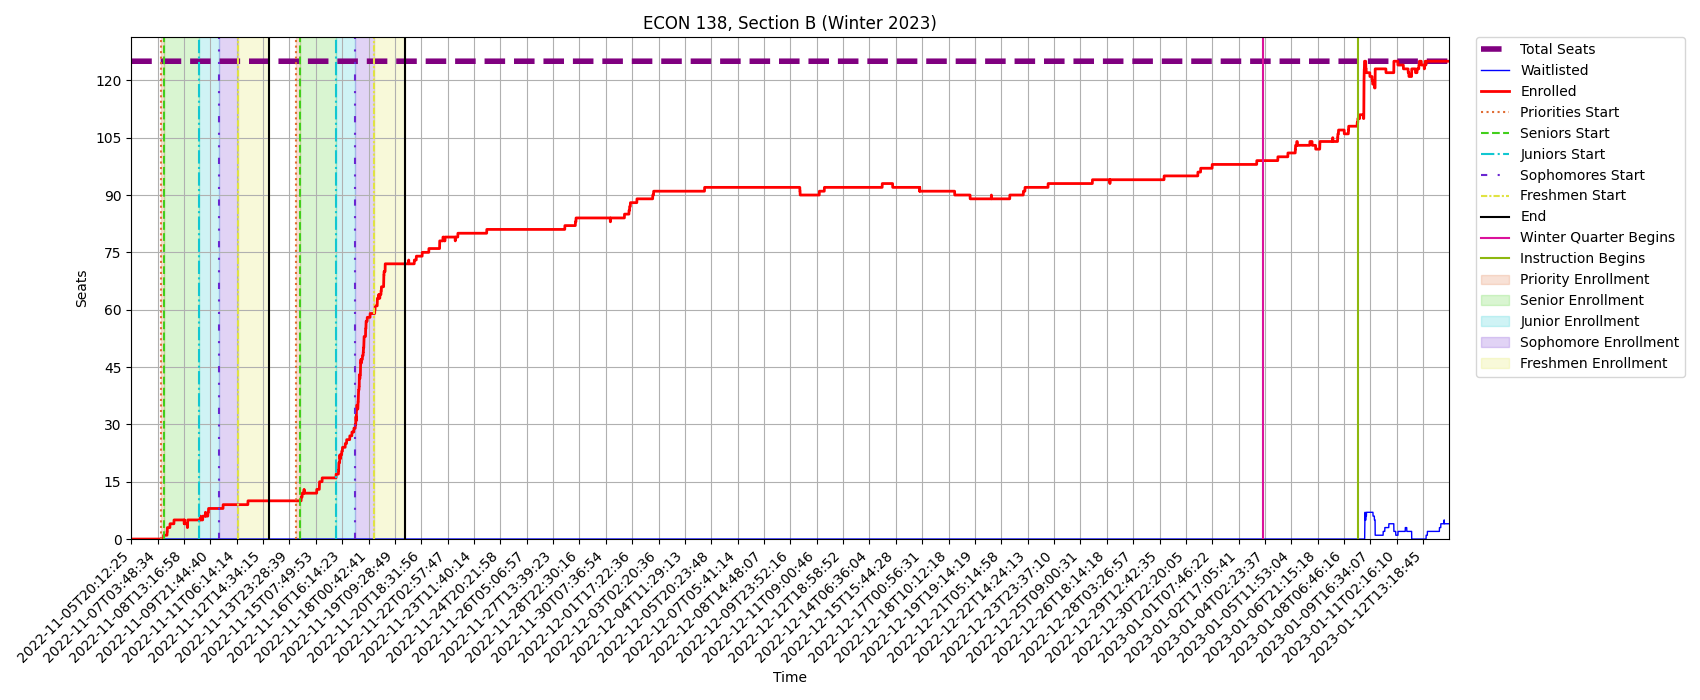 ECON 138, Section B (Winter 2023)
Seats
120
105
90
75
60
45
30
15
0
2022-11-05T20:12:25
2022-11-07T03:48:34
2022-11-08T13:16:58
2022-11-09T21:44:40
2022-11-11T06:14:14
2022-11-12T14:34:15
2022-11-13T23:28:39
2022-11-15T07:49:53
2022-11-16T16:14:23
2022-11-18T00:42:41
2022-11-19T09:28:49
2022-11-20T18:31:56
2022-11-22T02:57:47
2022-11-23T11:40:14
2022-11-24T20:21:58
2022-11-26T05:06:57
2022-11-27T13:39:23
2022-11-28T22:30:16
2022-11-30T07:36:54
2022-12-01T17:22:36
2022-12-03T02:20:36
2022-12-04T11:29:13
2022-12-05T20:23:48
2022-12-07T05:41:14
2022-12-08T14:48:07
2022-12-09T23:52:16
2022-12-11T09:00:46
2022-12-12T18:58:52
2022-12-14T06:36:04
2022-12-15T15:44:28
2022-12-17T00:56:31
2022-12-18T10:12:18
2022-12-19T19:14:19
2022-12-21T05:14:58
2022-12-22T14:24:13
2022-12-23T23:37:10
2022-12-25T09:00:31
2022-12-26T18:14:18
2022-12-28T03:26:57
2022-12-29T12:42:35
2022-12-30T22:20:05
2023-01-01T07:46:22
2023-01-02T17:05:41
2023-01-04T02:23:37
2023-01-05T11:53:04
2023-01-06T21:15:18
2023-01-08T06:46:16
2023-01-09T16:34:07
2023-01-11T02:16:10
2023-01-12T13:18:45
Time
Total Seats
Waitlisted
Enrolled
Priorities Start
Seniors Start
Juniors Start
Sophomores Start
Freshmen Start
End
Winter Quarter Begins
Instruction Begins
Priority Enrollment
Senior Enrollment
Junior Enrollment
Sophomore Enrollment
Freshmen Enrollment